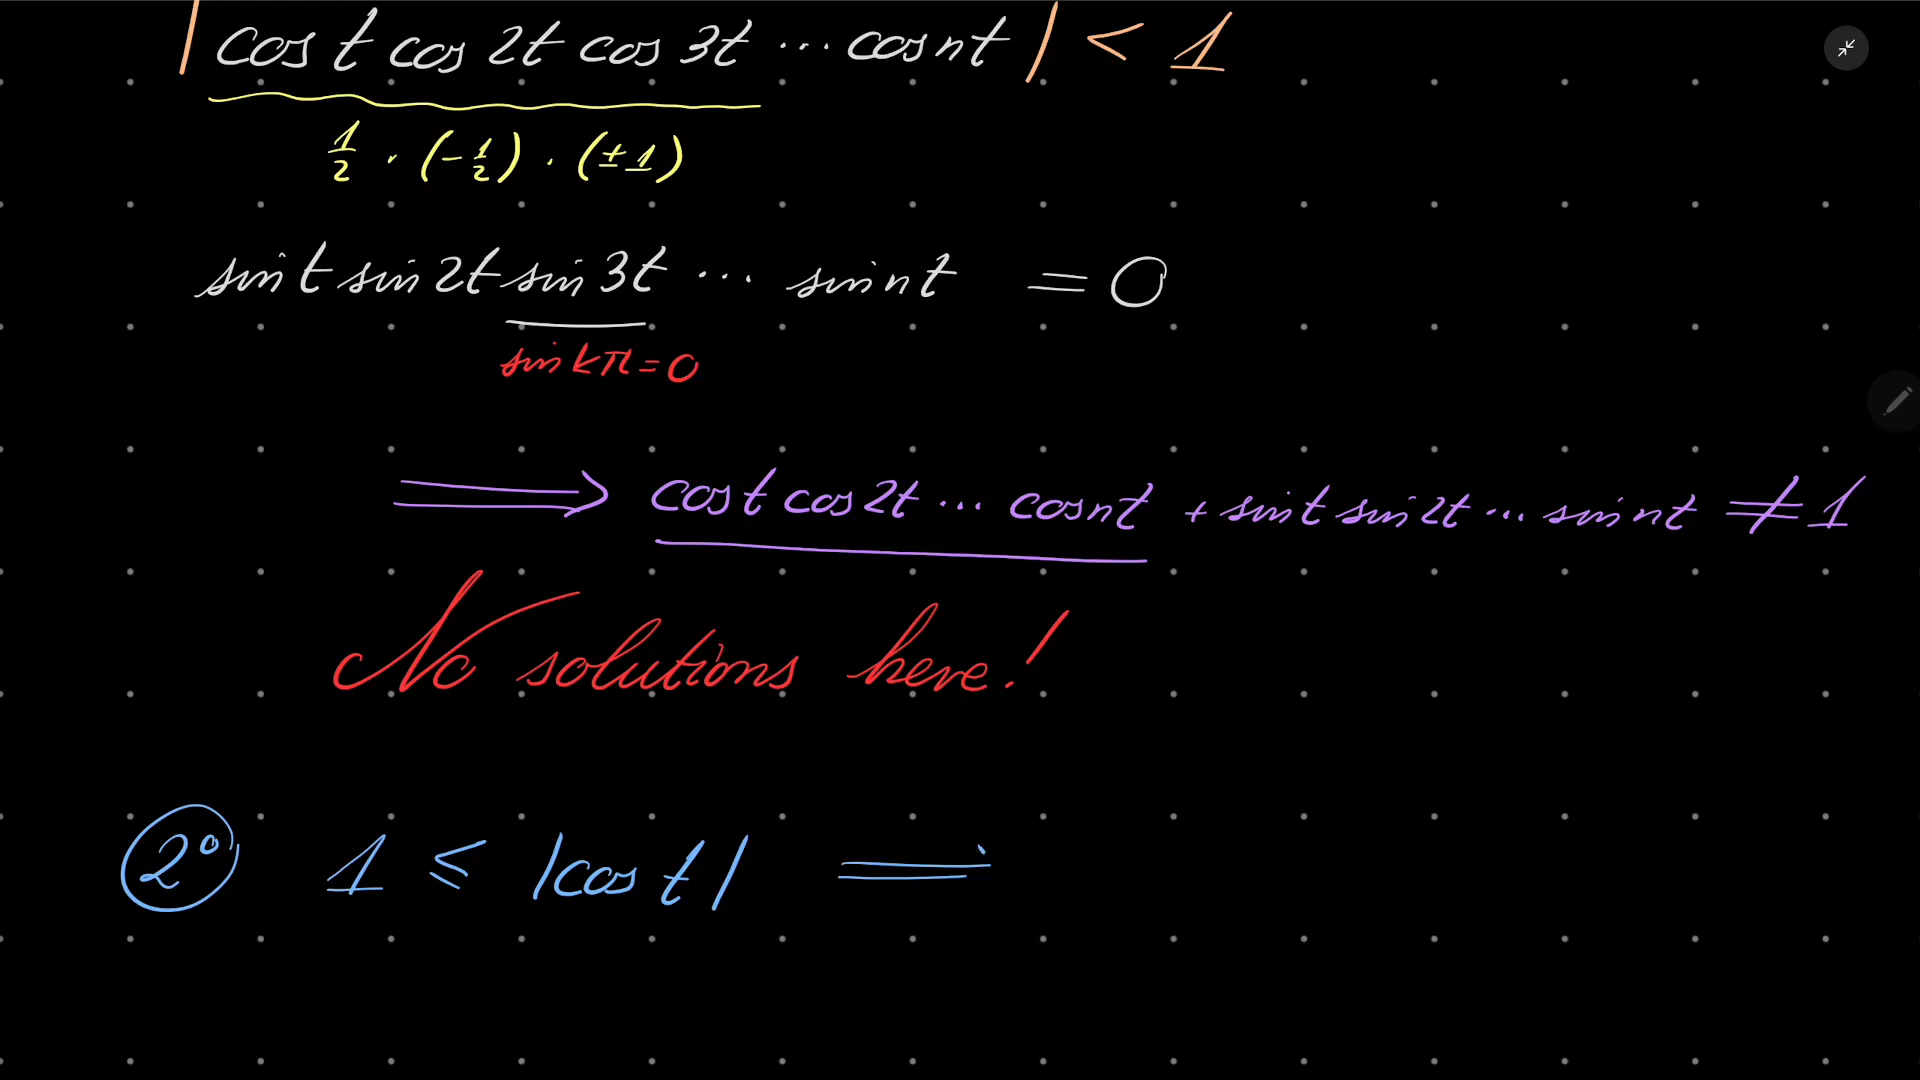 | cos t cos 2t cos 3t ... cos nt | < 1
1/2 · (-1/2) · (±1)
sin t sin 2t sin 3t ... sin nt = 0
sin kπ = 0
⟹ cos t cos 2t ... cos nt + sin t sin 2t ... sin nt ≠ 1
No solutions here!
2° 1 ≤ |cos t| =